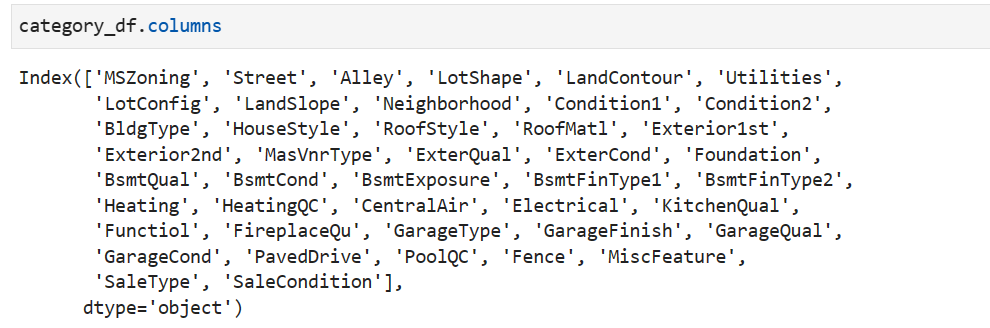 category_df.columns
Index(['MSZoning', 'Street', 'Alley', 'LotShape', 'LandContour', 'Utilities',
'LotConfig', 'LandSlope', 'Neighborhood', 'Condition1', 'Condition2',
'BldgType', 'HouseStyle', 'RoofStyle', 'RoofMatl', 'Exterior1st',
'Exterior2nd', 'MasVnrType', 'ExterQual', 'ExterCond', 'Foundation',
'BsmtQual', 'BsmtCond', 'BsmtExposure', 'BsmtFinType1', 'BsmtFinType2',
'Heating', 'HeatingQC', 'CentralAir', 'Electrical', 'KitchenQual',
'Functiol', 'FireplaceQu', 'GarageType', 'GarageFinish', 'GarageQual',
'GarageCond', 'PavedDrive', 'PoolQC', 'Fence', 'MiscFeature',
'SaleType', 'SaleCondition'],
dtype='object')